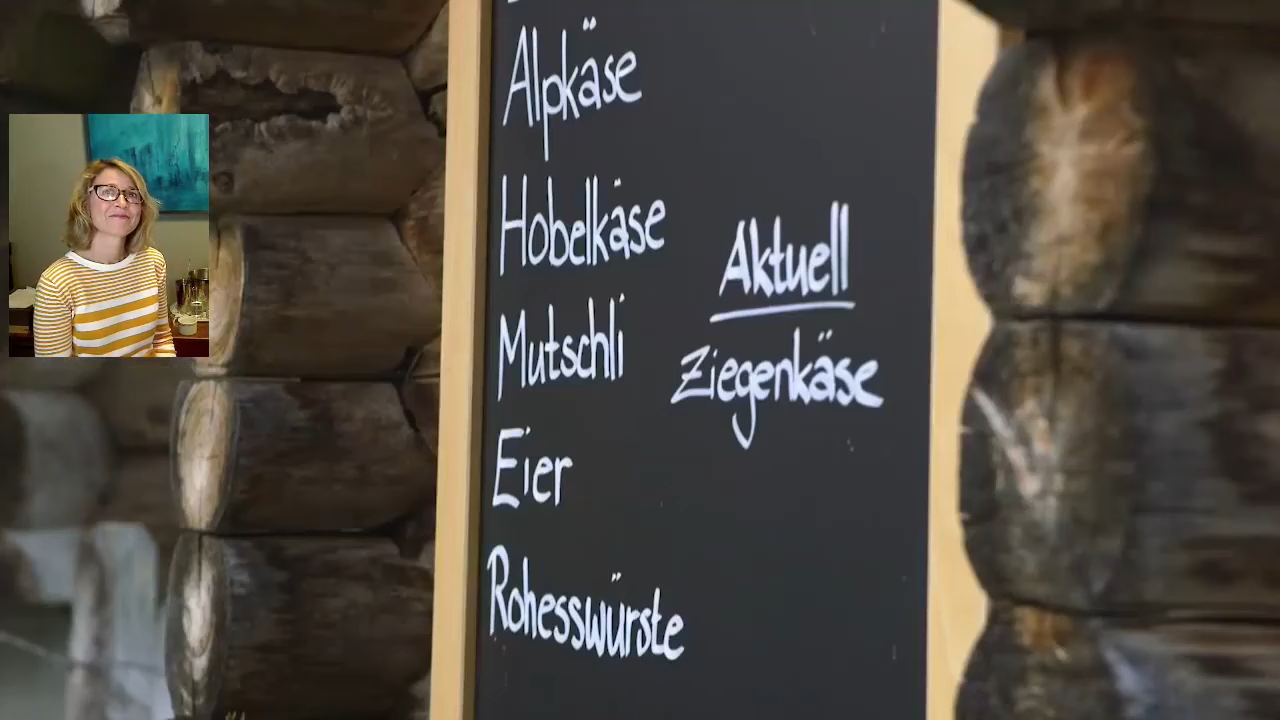 Alpkäse
Hobelkäse
Mutschli
Eier
Rohesswürste
Aktuell
Ziegenkäse